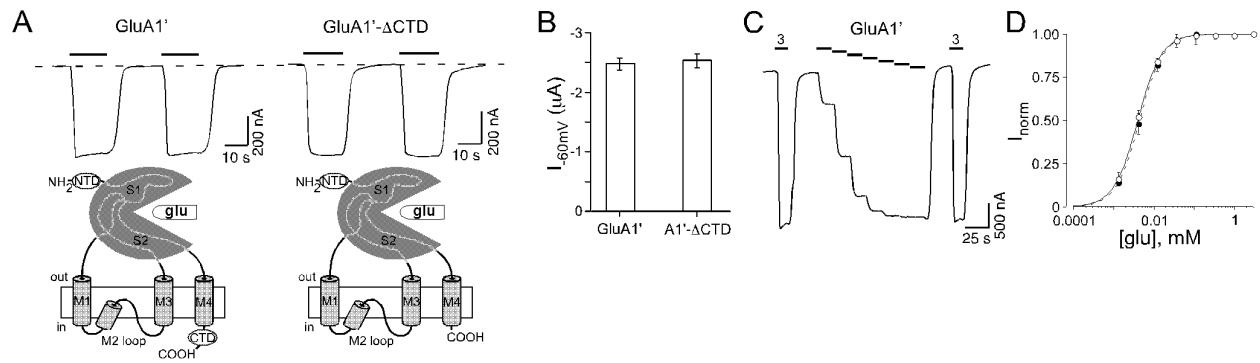 A
GluA1'
GluA1'-ΔCTD
10 s
200 nA
10 s
200 nA
NH2
NTD
S1
glu
S2
out
M1
M3
M4
in
M2 loop
CTD
COOH
NH2
NTD
S1
glu
S2
out
M1
M3
M4
in
M2 loop
COOH
B
I-60mV (µA)
-3
-2
-1
0
GluA1'
A1'-ΔCTD
C
GluA1'
3
3
25 s
500 nA
D
Inorm
1.00
0.75
0.50
0.25
0
0.0001
0.01
1
[glu], mM